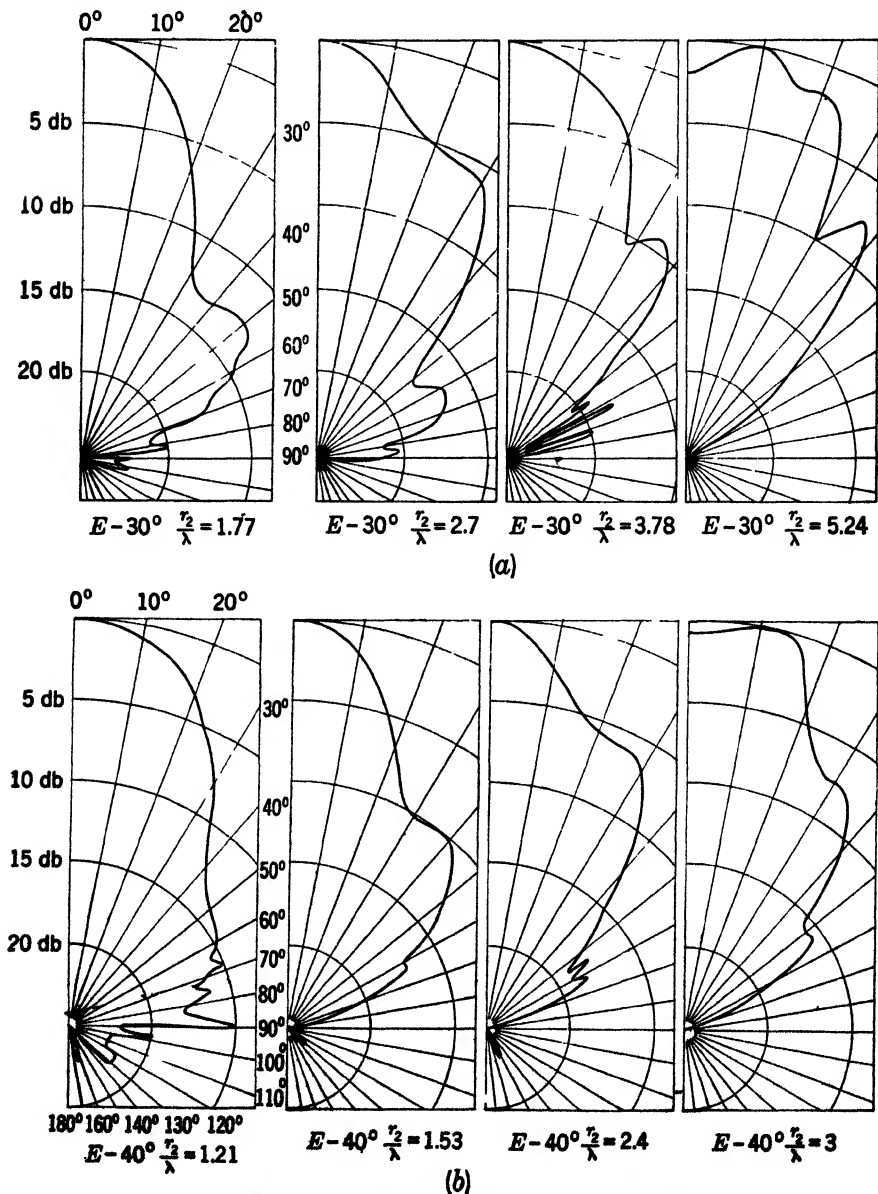 0° 10° 20°
5 db
10 db
15 db
20 db
30°
40°
50°
60°
70°
80°
90°
E–30° r₂/λ = 1.77
E–30° r₂/λ = 2.7
E–30° r₂/λ = 3.78
E–30° r₂/λ = 5.24
(a)
0° 10° 20°
5 db
10 db
15 db
20 db
30°
40°
50°
60°
70°
80°
90°
100°
110°
180° 160° 140° 130° 120°
E–40° r₂/λ = 1.21
E–40° r₂/λ = 1.53
E–40° r₂/λ = 2.4
E–40° r₂/λ = 3
(b)